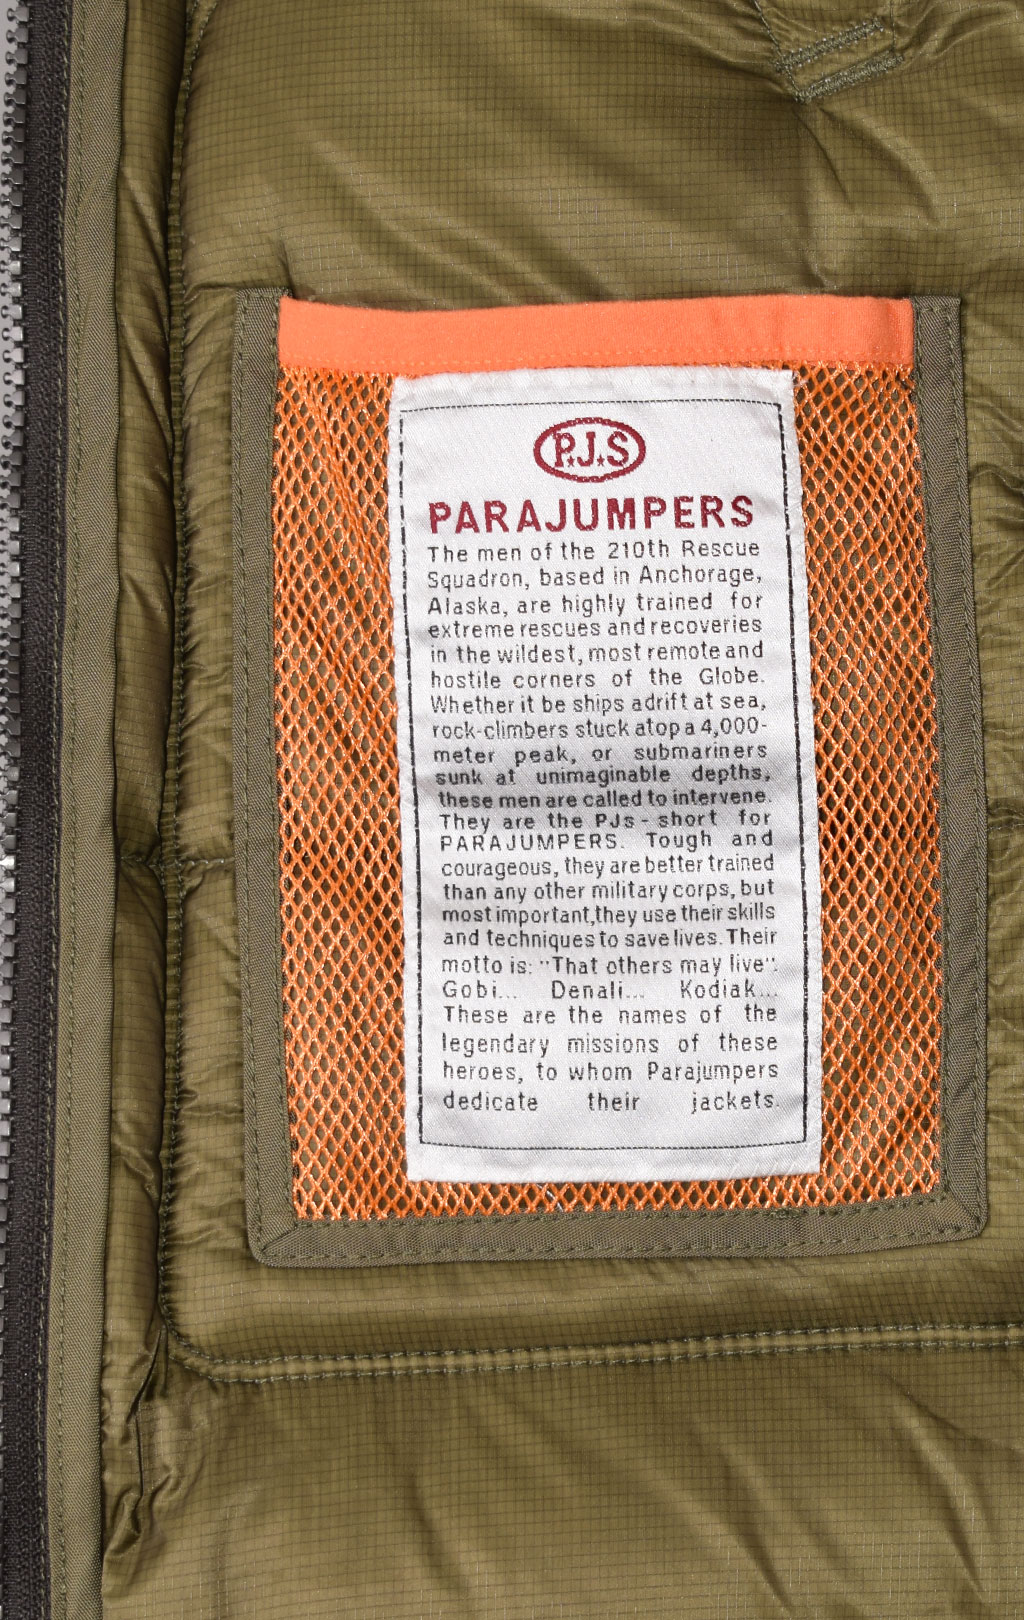 P.J.S
PARAJUMPERS
The men of the 210th Rescue
Squadron, based in Anchorage,
Alaska, are highly trained for
extreme rescues and recoveries
in the wildest, most remote and
hostile corners of the Globe.
Whether it be ships adrift at sea,
rock-climbers stuck atop a 4,000-
meter peak, or submariners
sunk at unimaginable depths,
these men are called to intervene.
They are the PJs - short for
PARAJUMPERS. Tough and
courageous, they are better trained
than any other military corps, but
most important,they use their skills
and techniques to save lives. Their
motto is: "That others may live".
Gobi... Denali... Kodiak...
These are the names of the
legendary missions of these
heroes, to whom Parajumpers
dedicate their jackets.